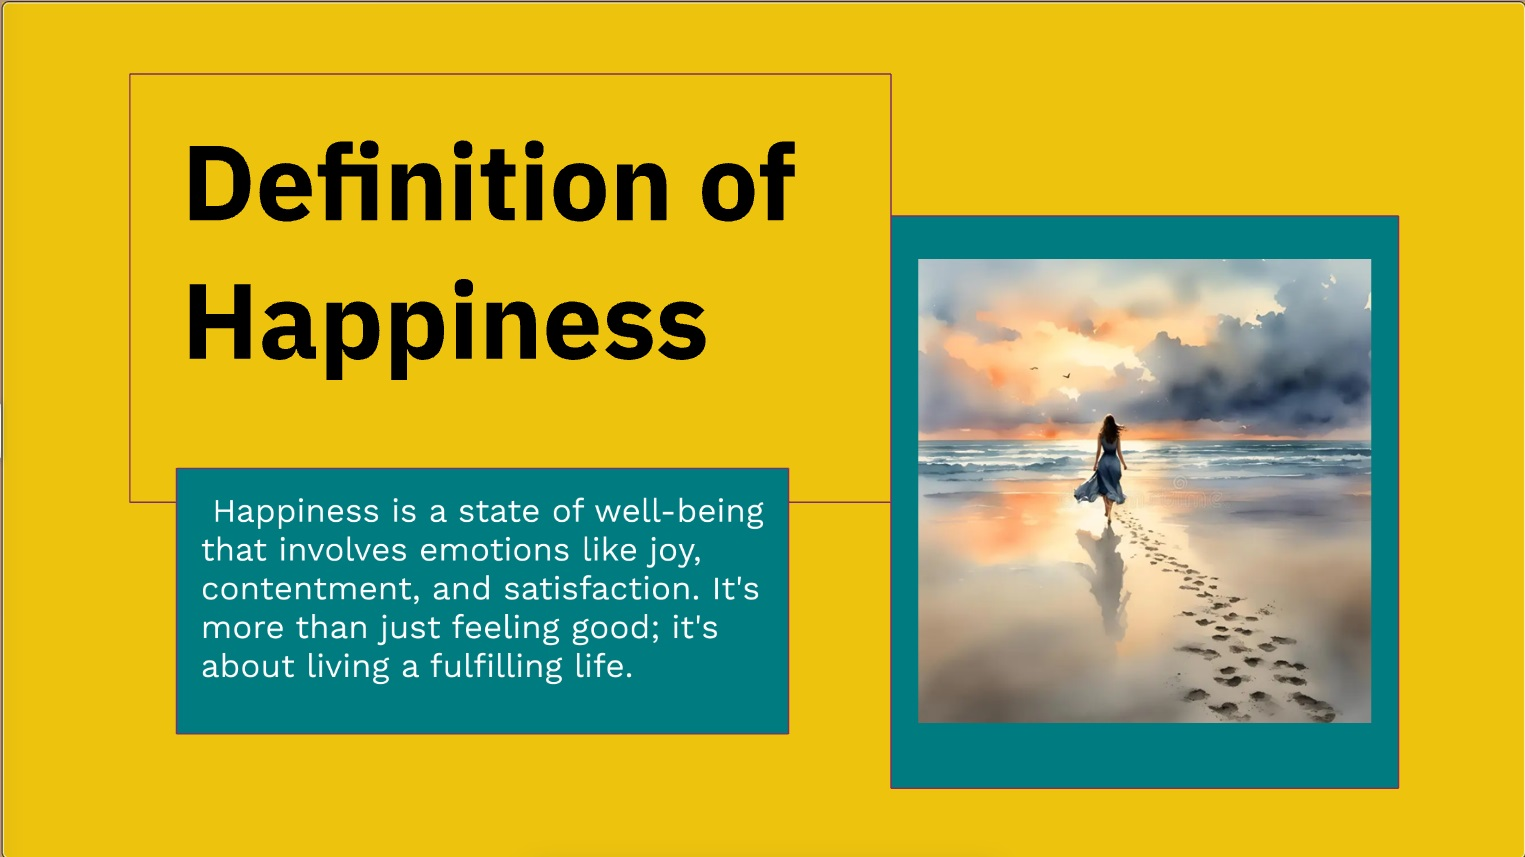 Definition of
Happiness
Happiness is a state of well-being
that involves emotions like joy,
contentment, and satisfaction. It's
more than just feeling good; it's
about living a fulfilling life.